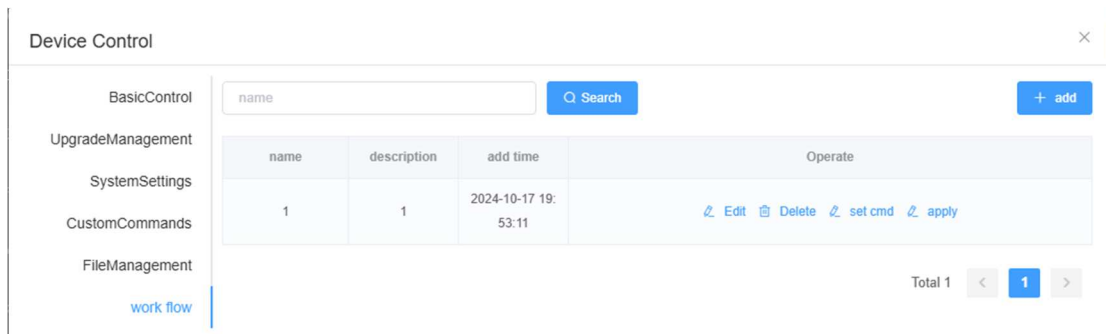 Device Control
BasicControl
UpgradeManagement
SystemSettings
CustomCommands
FileManagement
work flow
name Search + add
name description add time Operate
1 1 2024-10-17 19:
53:11 Edit Delete set cmd apply
Total 1 < 1 >